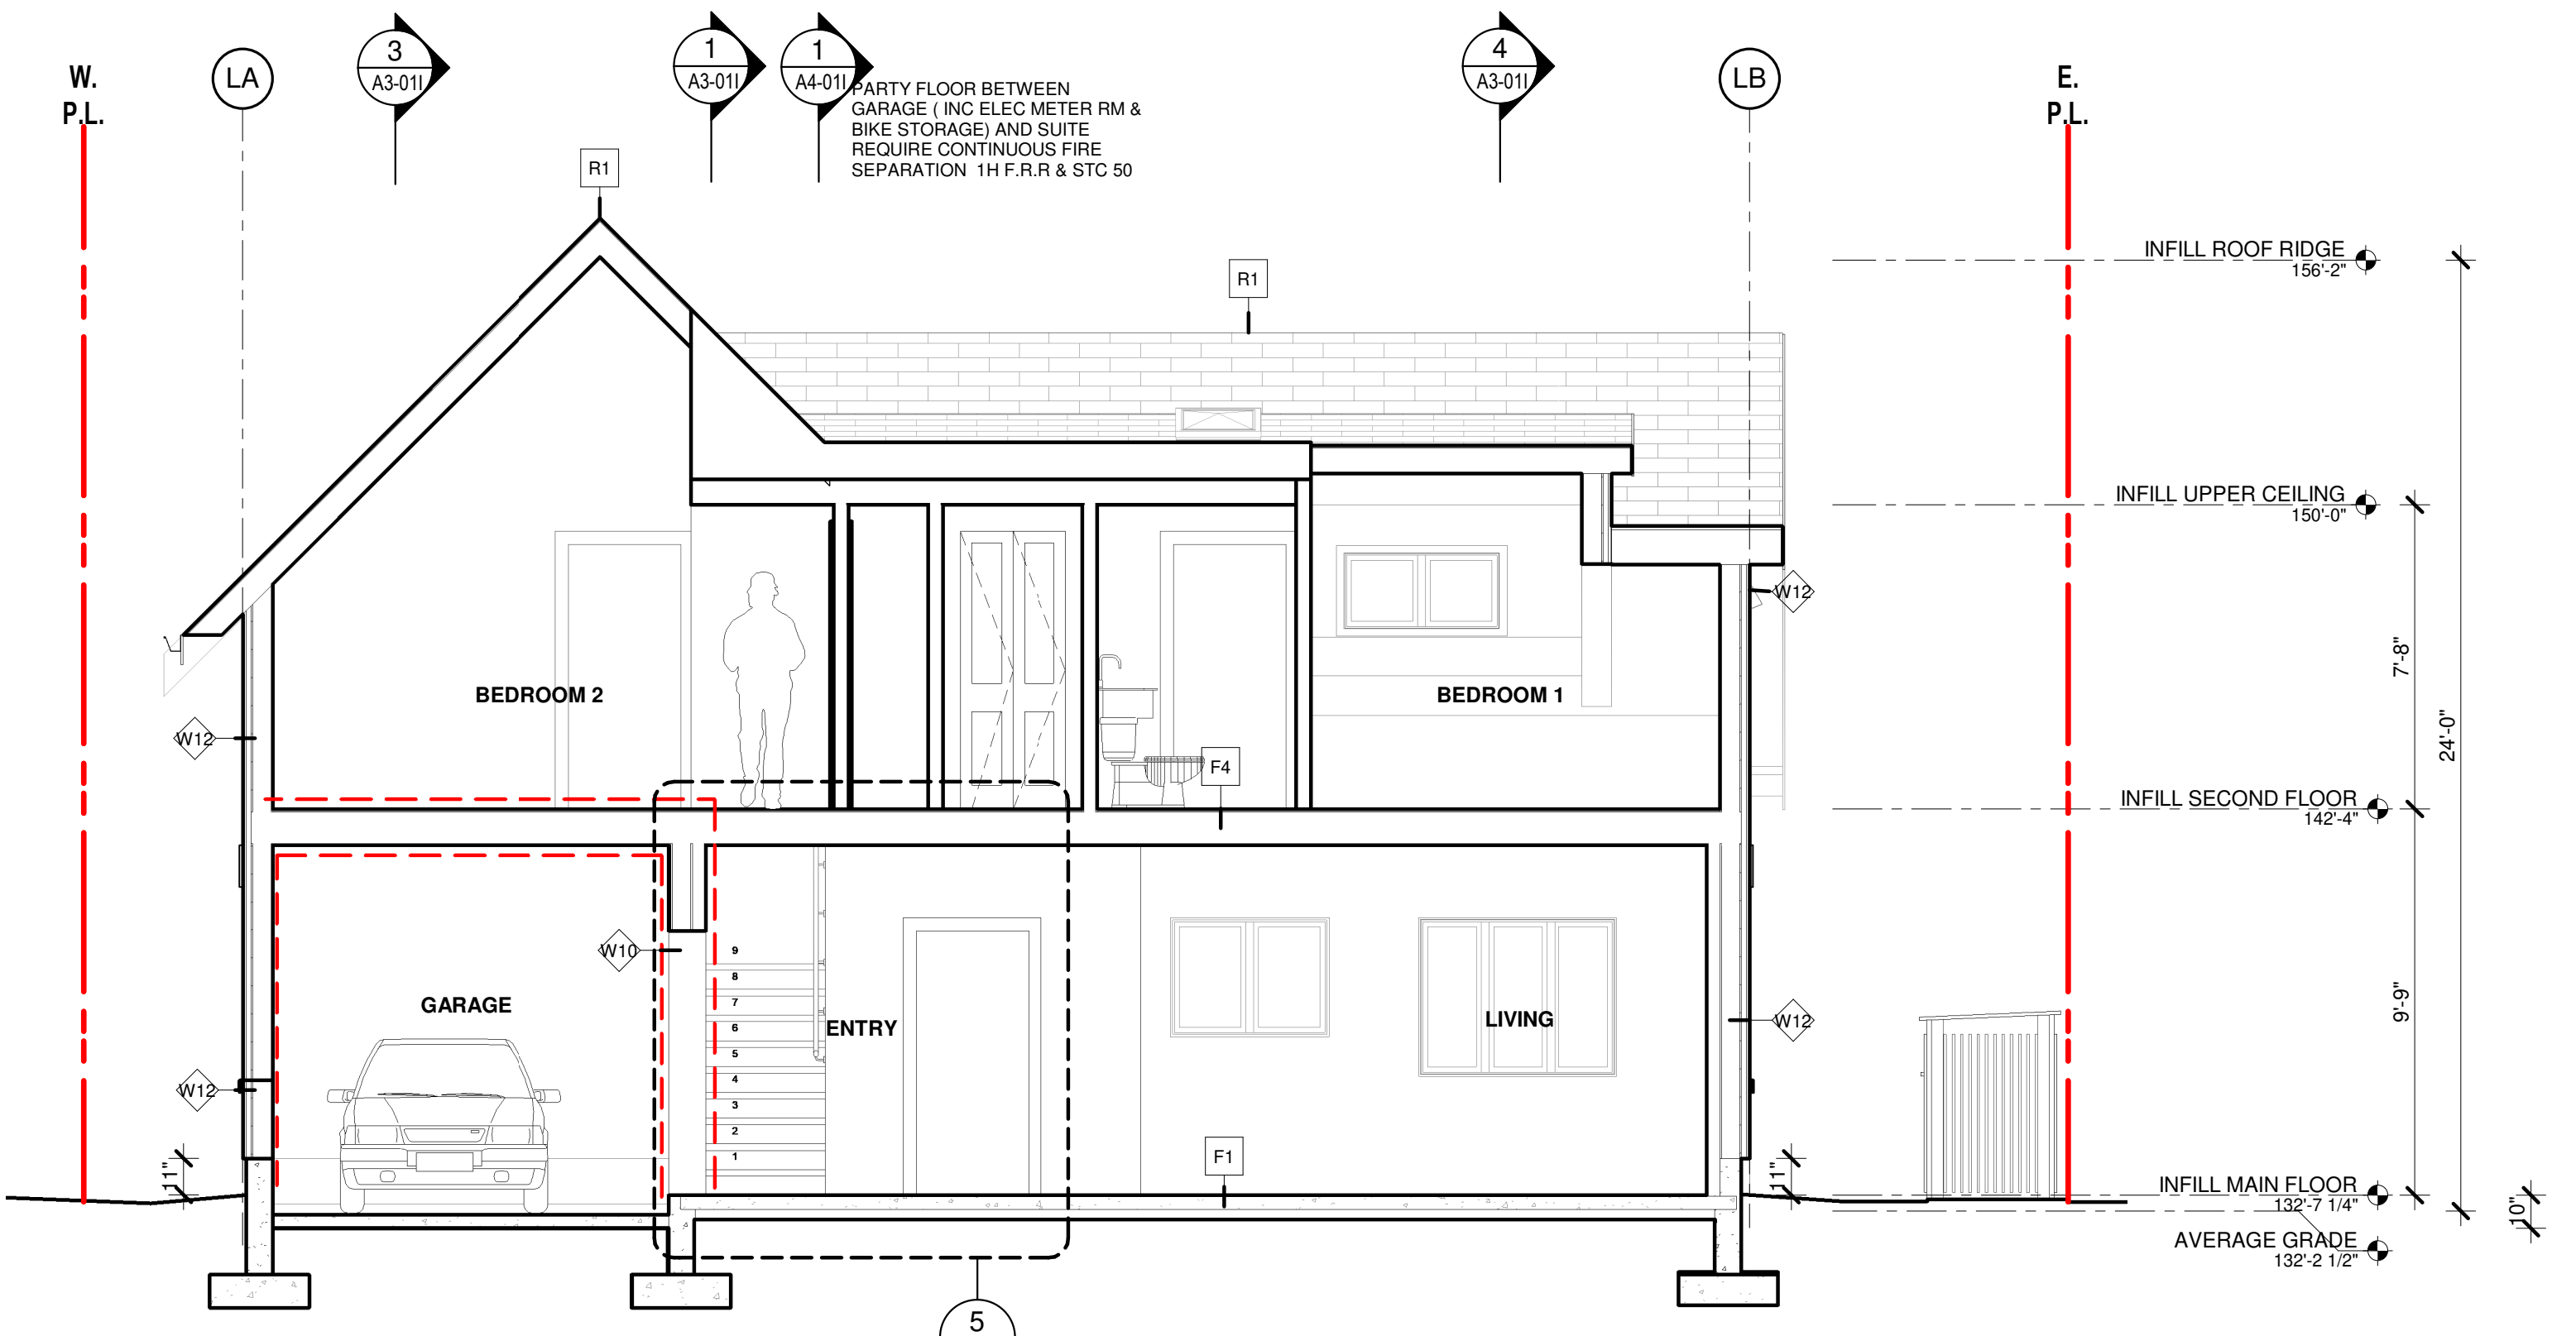 W.
P.L.
LA
3
A3-01I
1
A3-01I
1
A4-01I
PARTY FLOOR BETWEEN
GARAGE ( INC ELEC METER RM &
BIKE STORAGE) AND SUITE
REQUIRE CONTINUOUS FIRE
SEPARATION 1H F.R.R & STC 50
4
A3-01I
LB
E.
P.L.
R1
R1
INFILL ROOF RIDGE
156'-2"
INFILL UPPER CEILING
150'-0"
W12
7'-8"
BEDROOM 2
BEDROOM 1
W12
24'-0"
F4
INFILL SECOND FLOOR
142'-4"
W10
9
8
7
6
5
4
3
2
1
GARAGE
ENTRY
LIVING
W12
9'-9"
W12
11"
F1
11"
INFILL MAIN FLOOR
132'-7 1/4"
10"
AVERAGE GRADE
132'-2 1/2"
5